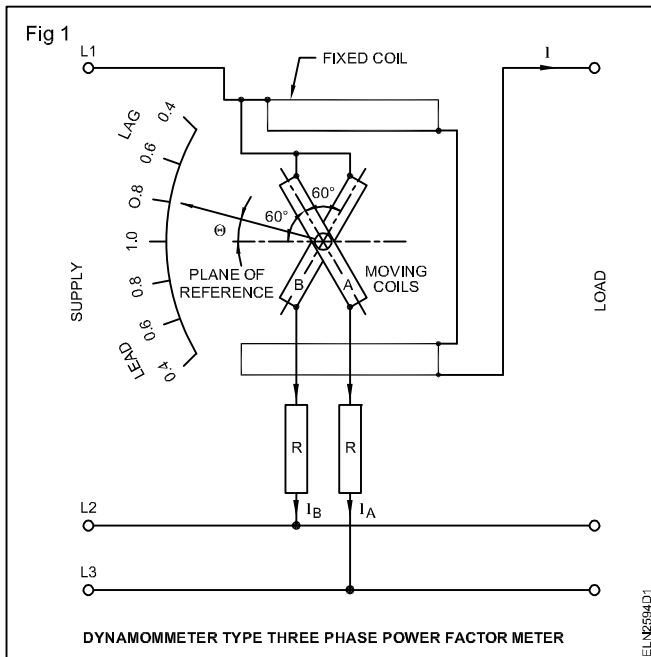 Fig 1
L1
FIXED COIL
I
LAG
0.4
0.6
0.8
1.0
0.8
0.6
0.4
LEAD
60°
60°
Θ
PLANE OF
REFERENCE
B
A
MOVING
COILS
SUPPLY
LOAD
R
R
L2
IB
IA
L3
DYNAMOMMETER TYPE THREE PHASE POWER FACTOR METER
ELN2594D1